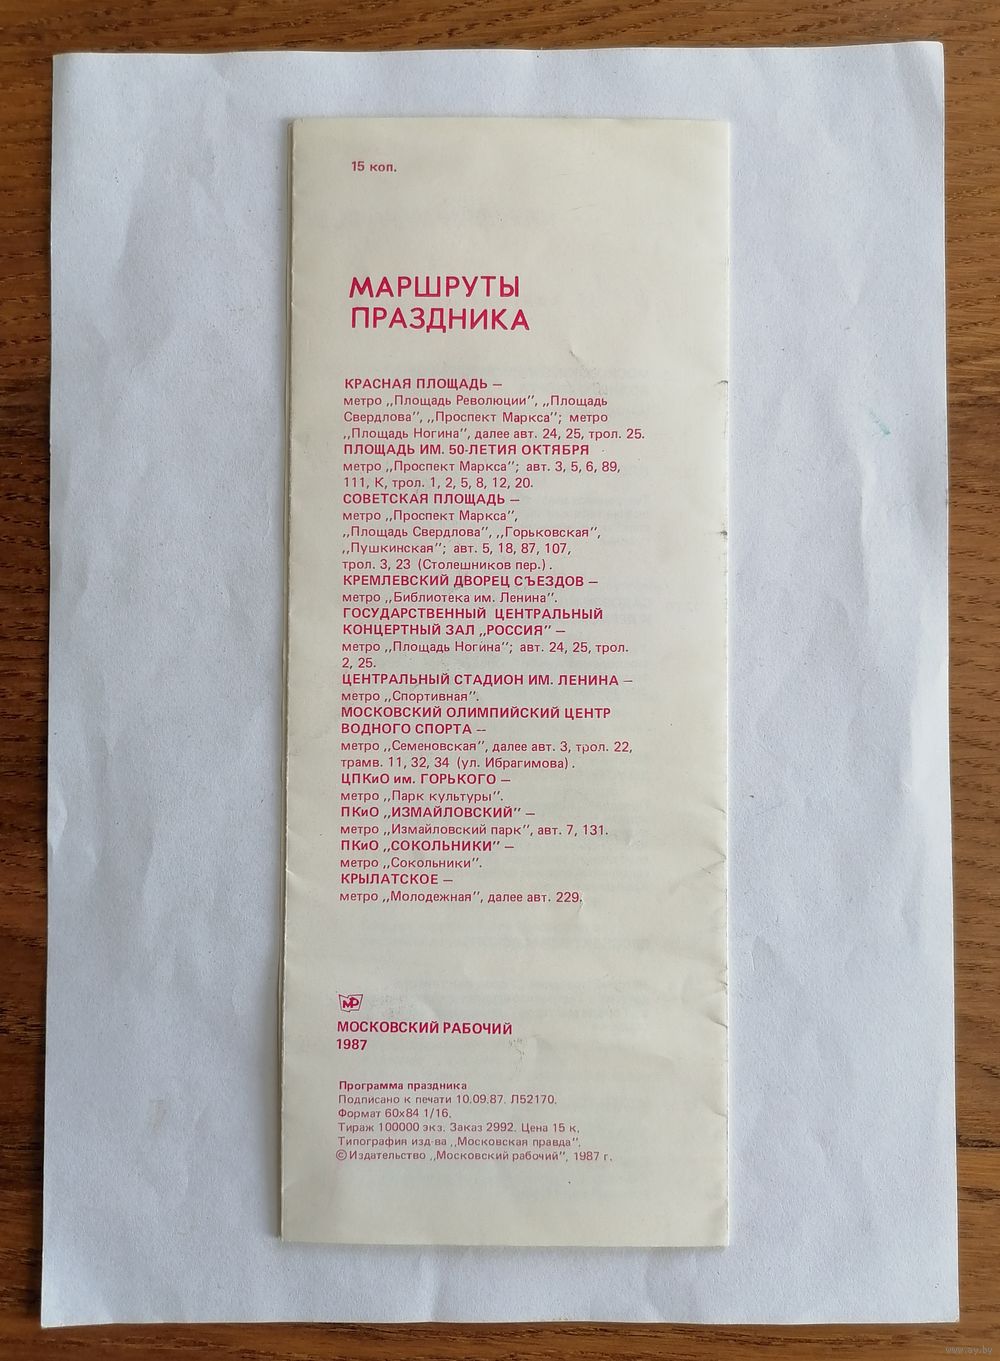 15 коп.
МАРШРУТЫ
ПРАЗДНИКА
КРАСНАЯ ПЛОЩАДЬ —
метро „Площадь Революции”, „Площадь
Свердлова”, „Проспект Маркса”; метро
„Площадь Ногина”, далее авт. 24, 25, трол. 25.
ПЛОЩАДЬ ИМ. 50-ЛЕТИЯ ОКТЯБРЯ
метро „Проспект Маркса”; авт. 3, 5, 6, 89,
111, К, трол. 1, 2, 5, 8, 12, 20.
СОВЕТСКАЯ ПЛОЩАДЬ —
метро „Проспект Маркса”,
„Площадь Свердлова”, „Горьковская”,
„Пушкинская”; авт. 5, 18, 87, 107,
трол. 3, 23 (Столешников пер.).
КРЕМЛЕВСКИЙ ДВОРЕЦ СЪЕЗДОВ —
метро „Библиотека им. Ленина”.
ГОСУДАРСТВЕННЫЙ ЦЕНТРАЛЬНЫЙ
КОНЦЕРТНЫЙ ЗАЛ „РОССИЯ” —
метро „Площадь Ногина”; авт. 24, 25, трол.
2, 25.
ЦЕНТРАЛЬНЫЙ СТАДИОН ИМ. ЛЕНИНА —
метро „Спортивная”.
МОСКОВСКИЙ ОЛИМПИЙСКИЙ ЦЕНТР
ВОДНОГО СПОРТА —
метро „Семеновская”, далее авт. 3, трол. 22,
трамв. 11, 32, 34 (ул. Ибрагимова).
ЦПКиО им. ГОРЬКОГО —
метро „Парк культуры”.
ПКиО „ИЗМАЙЛОВСКИЙ” —
метро „Измайловский парк”, авт. 7, 131.
ПКиО „СОКОЛЬНИКИ” —
метро „Сокольники”.
КРЫЛАТСКОЕ —
метро „Молодежная”, далее авт. 229.
МР
МОСКОВСКИЙ РАБОЧИЙ
1987
Программа праздника
Подписано к печати 10.09.87. Л52170.
Формат 60х84 1/16.
Тираж 100000 экз. Заказ 2992. Цена 15 к.
Типография изд-ва „Московская правда”.
© Издательство „Московский рабочий”, 1987 г.
www.ay.by